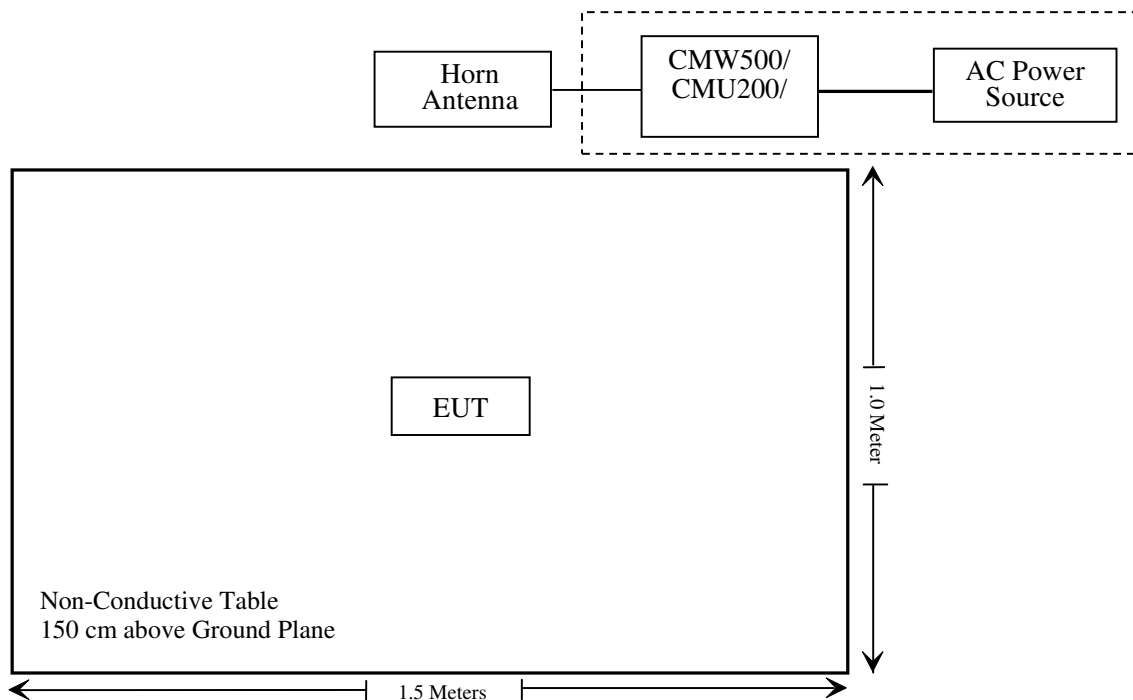 Horn
Antenna
CMW500/
CMU200/
AC Power
Source
EUT
1.0 Meter
Non-Conductive Table
150 cm above Ground Plane
1.5 Meters